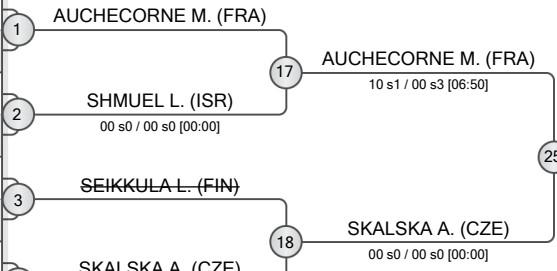 AUCHECORNE M. (FRA)
1
AUCHECORNE M. (FRA)
17
10 s1 / 00 s3 [06:50]
SHMUEL L. (ISR)
2
00 s0 / 00 s0 [00:00]
25
SEIKKULA L. (FIN)
3
SKALSKA A. (CZE)
18
00 s0 / 00 s0 [00:00]
SKALSKA A. (CZE)